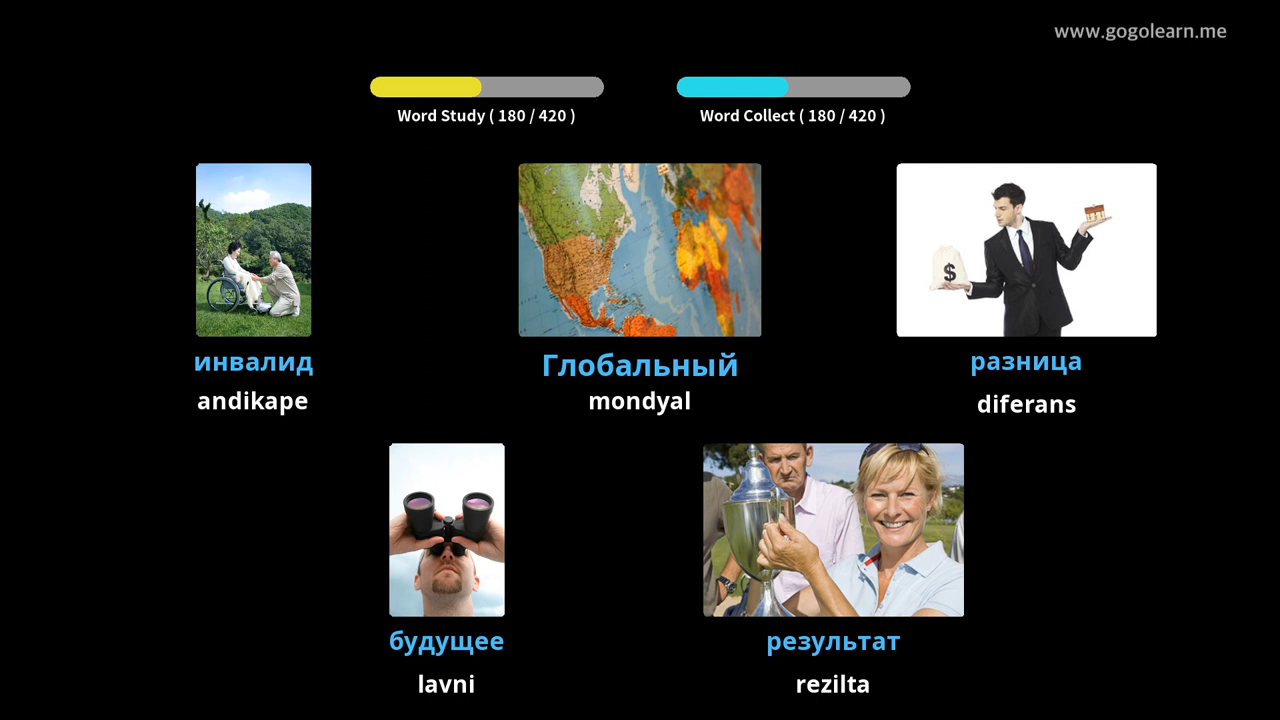 www.gogolearn.me
Word Study ( 180 / 420 )
Word Collect ( 180 / 420 )
инвалид
andikape
Глобальный
mondyal
разница
diferans
$
будущее
lavni
результат
rezilta